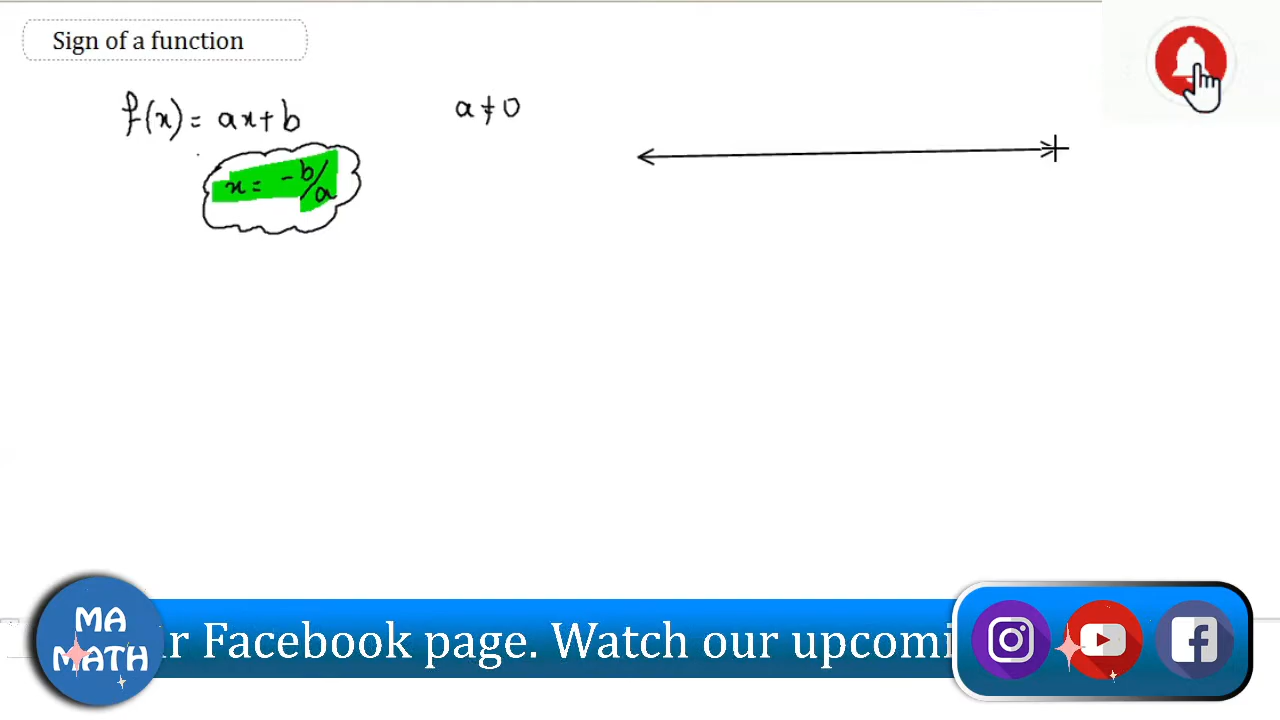 Sign of a function
f(x) = ax+b
a≠0
x = -b/a
MA
MATH
r Facebook page. Watch our upcomi